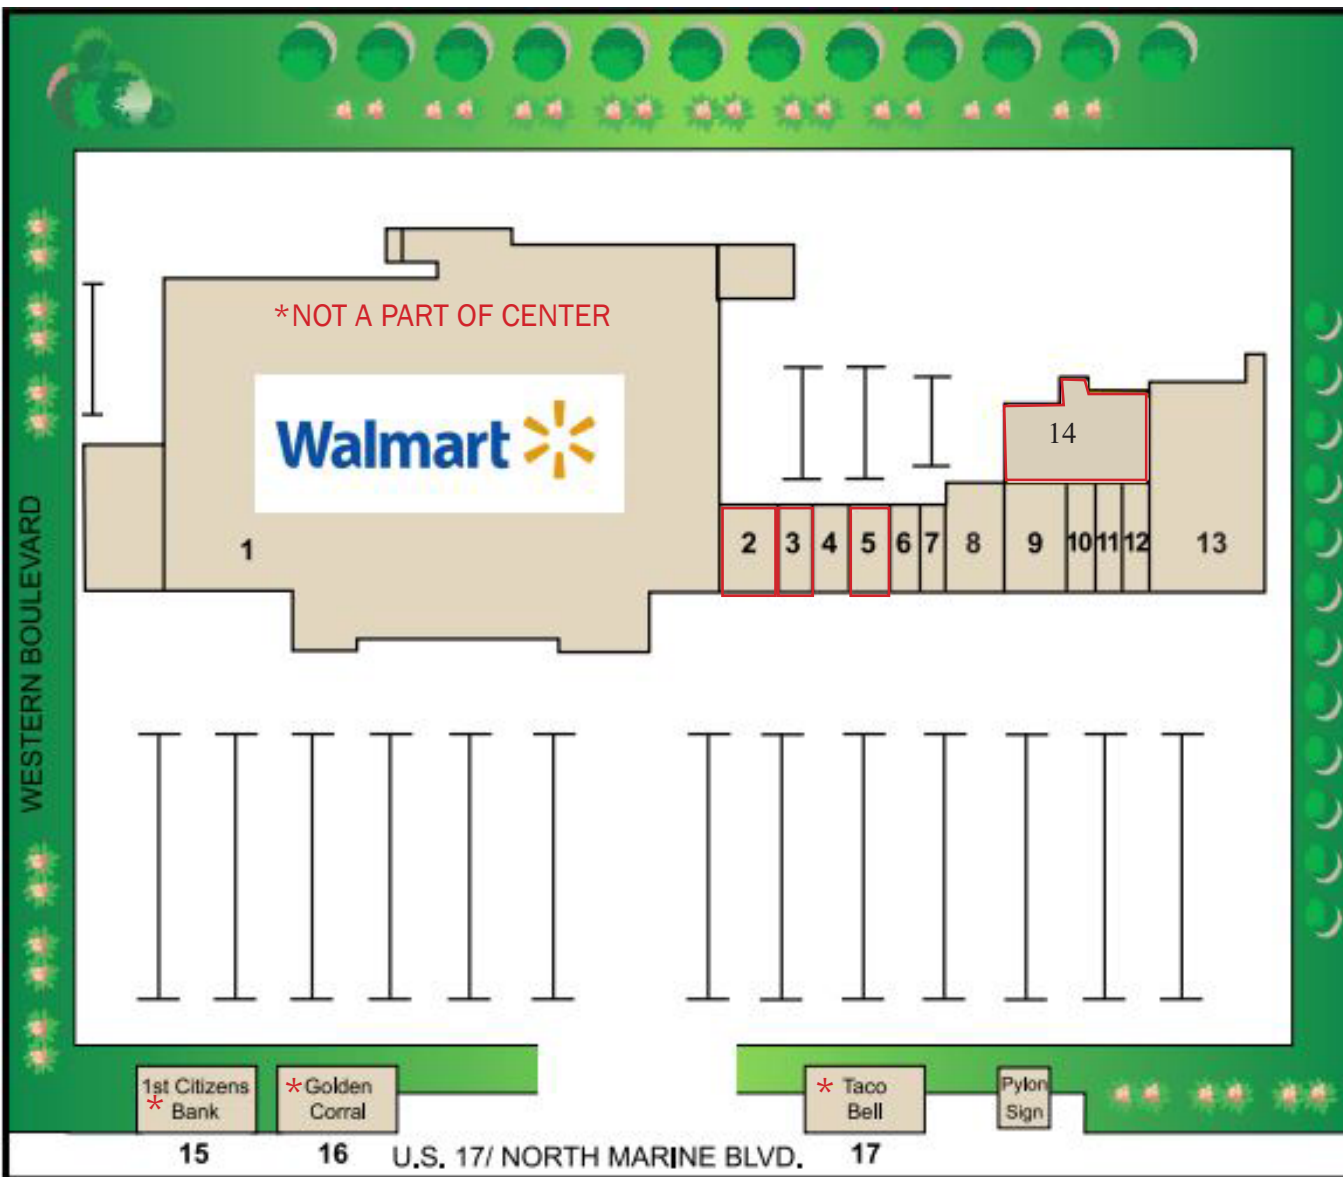 *NOT A PART OF CENTER
Walmart
14
WESTERN BOULEVARD
1
2 3 4 5 6 7 8 9 10 11 12 13
1st Citizens
* Bank
*Golden
Corral
* Taco
Bell
Pylon
Sign
15 16 U.S. 17/ NORTH MARINE BLVD. 17